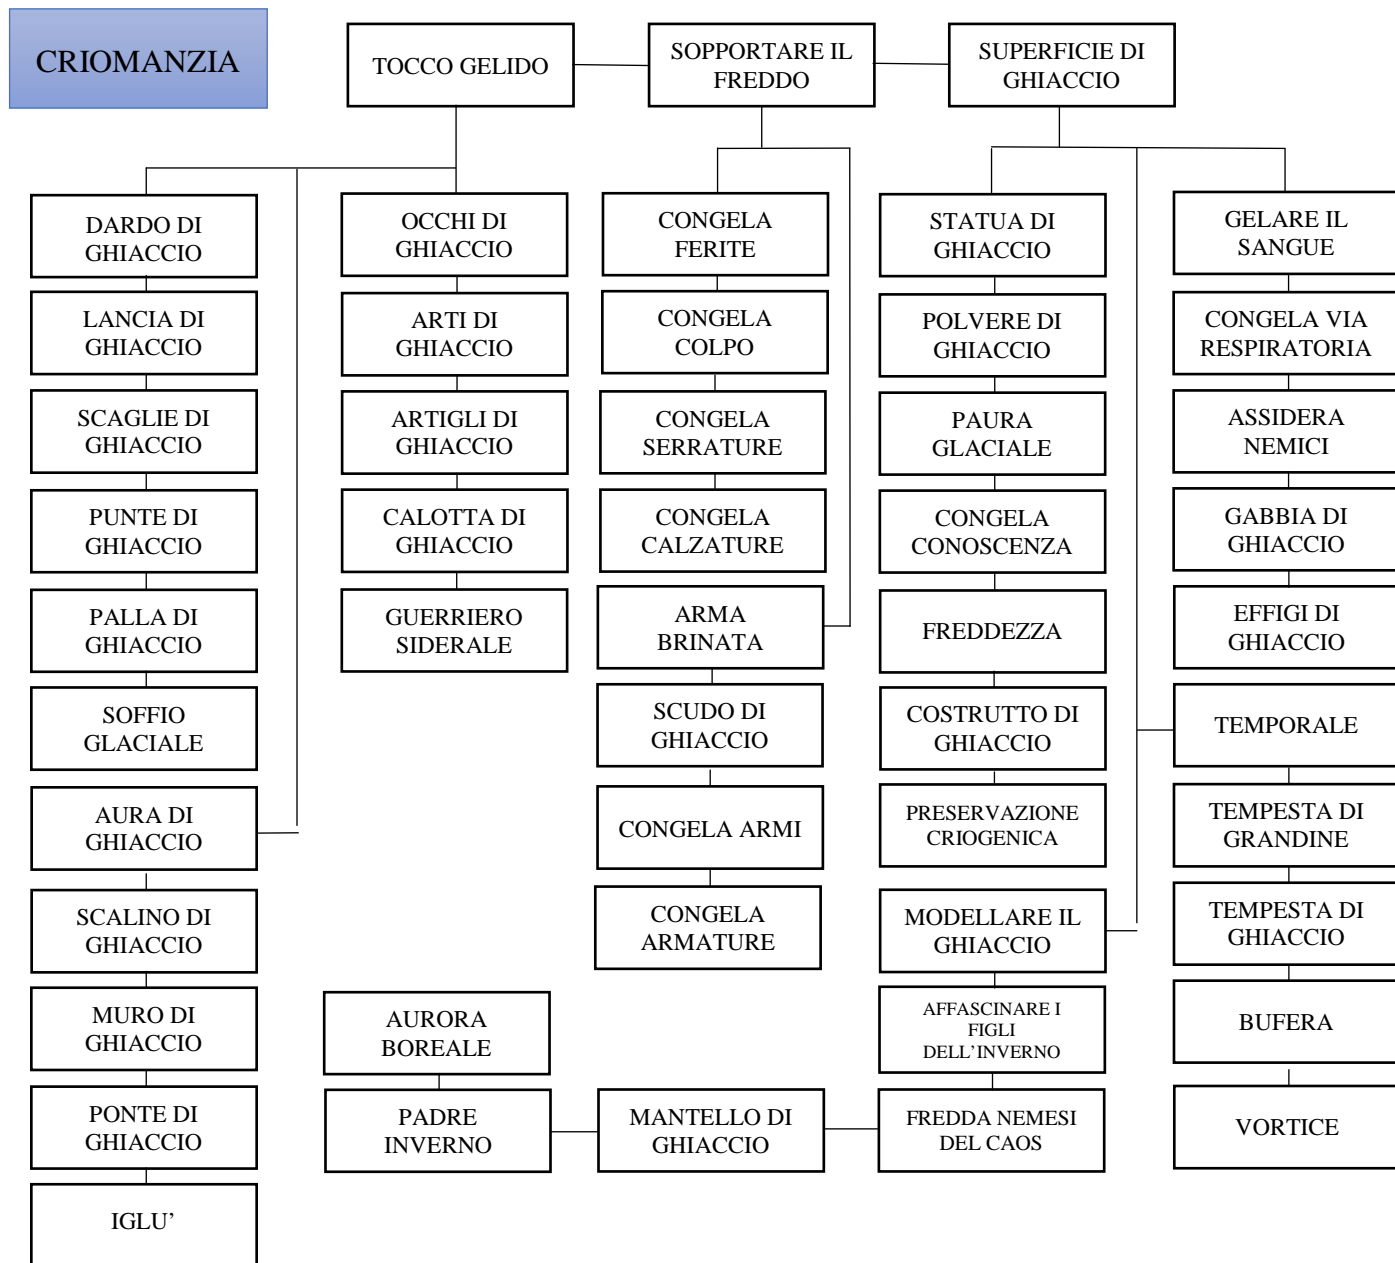 CRIOMANZIA
TOCCO GELIDO
SOPPORTARE IL
FREDDO
SUPERFICIE DI
GHIACCIO
DARDO DI
GHIACCIO
LANCIA DI
GHIACCIO
SCAGLIE DI
GHIACCIO
PUNTE DI
GHIACCIO
PALLA DI
GHIACCIO
SOFFIO
GLACIALE
AURA DI
GHIACCIO
SCALINO DI
GHIACCIO
MURO DI
GHIACCIO
PONTE DI
GHIACCIO
IGLU’
OCCHI DI
GHIACCIO
ARTI DI
GHIACCIO
ARTIGLI DI
GHIACCIO
CALOTTA DI
GHIACCIO
GUERRIERO
SIDERALE
CONGELA
FERITE
CONGELA
COLPO
CONGELA
SERRATURE
CONGELA
CALZATURE
ARMA
BRINATA
SCUDO DI
GHIACCIO
CONGELA ARMI
CONGELA
ARMATURE
STATUA DI
GHIACCIO
POLVERE DI
GHIACCIO
PAURA
GLACIALE
CONGELA
CONOSCENZA
FREDDEZZA
COSTRUTTO DI
GHIACCIO
PRESERVAZIONE
CRIOGENICA
MODELLARE IL
GHIACCIO
AFFASCINARE I
FIGLI
DELL’INVERNO
FREDDA NEMESI
DEL CAOS
MANTELLO DI
GHIACCIO
PADRE
INVERNO
AURORA
BOREALE
GELARE IL
SANGUE
CONGELA VIA
RESPIRATORIA
ASSIDERA
NEMICI
GABBIA DI
GHIACCIO
EFFIGI DI
GHIACCIO
TEMPORALE
TEMPESTA DI
GRANDINE
TEMPESTA DI
GHIACCIO
BUFERA
VORTICE